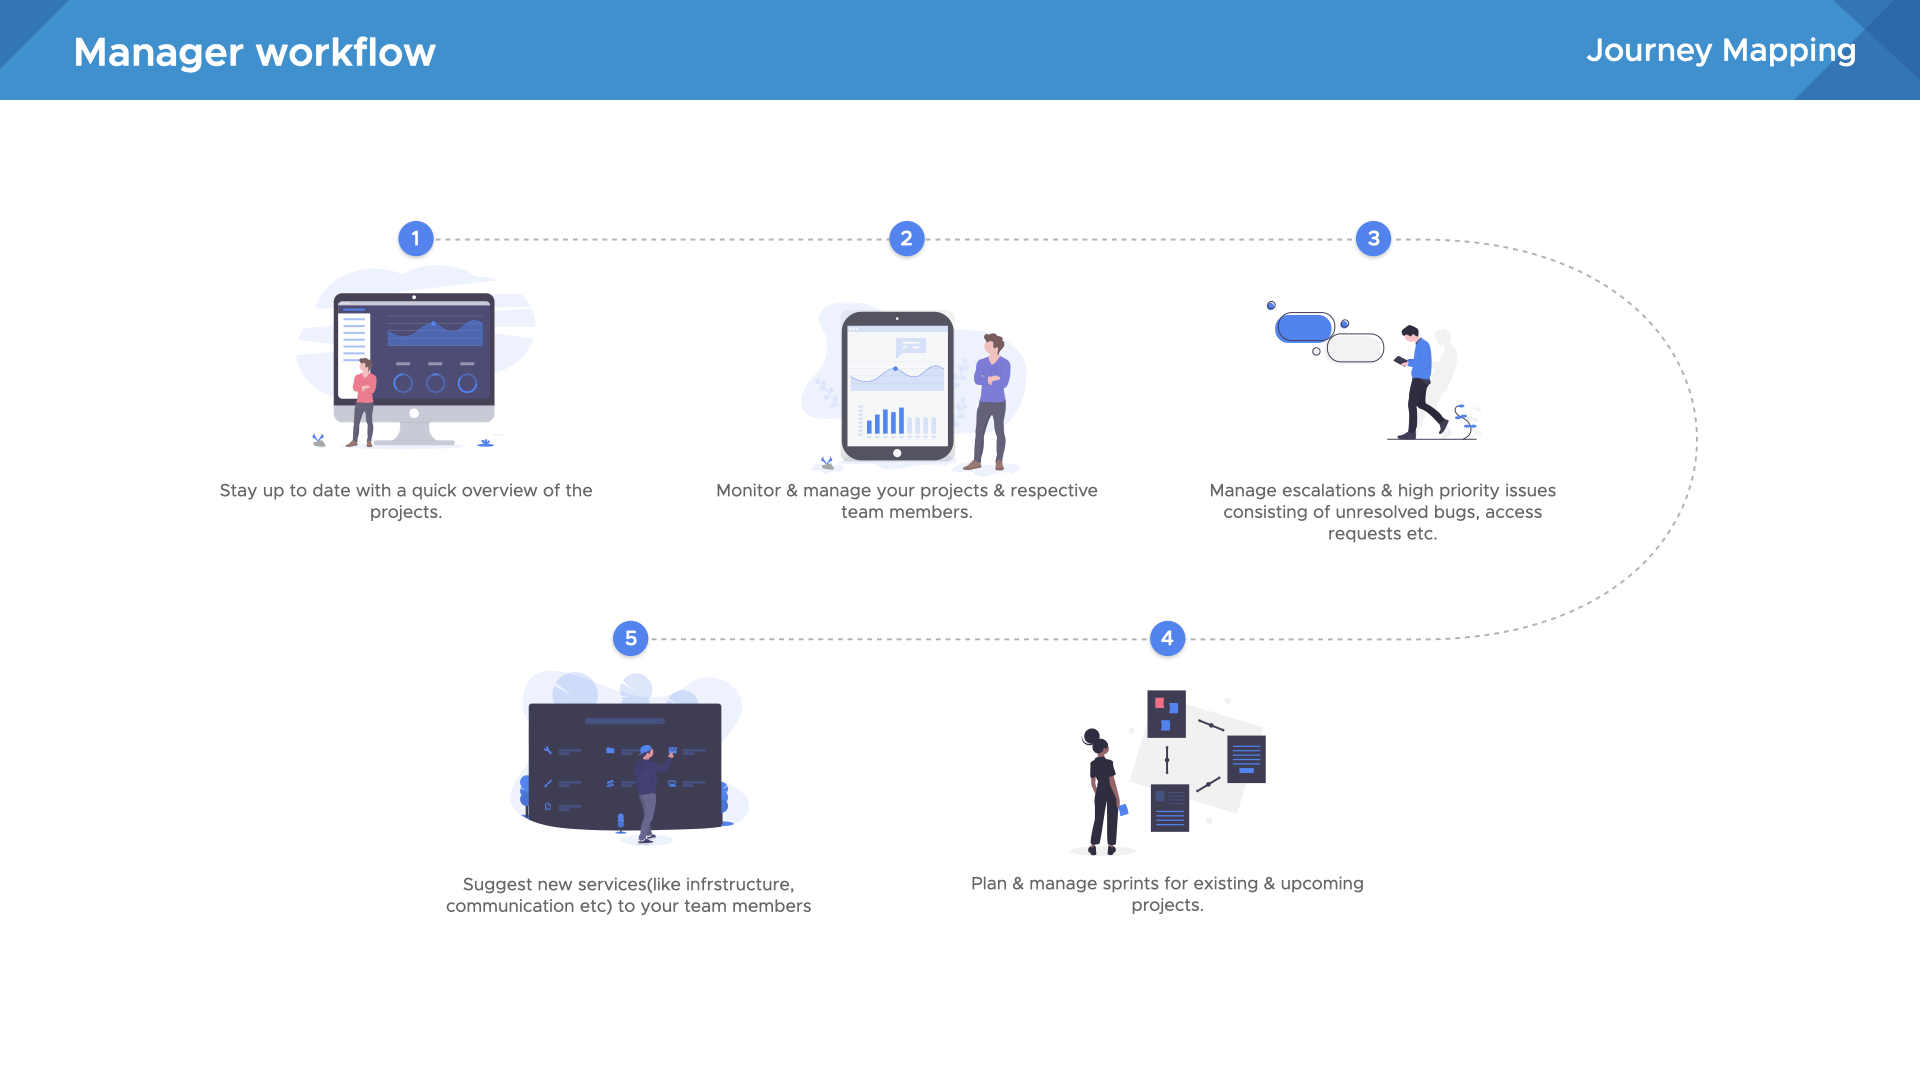 Manager workflow
Journey Mapping
1
2
3
Stay up to date with a quick overview of the
projects.
Monitor & manage your projects & respective
team members.
Manage escalations & high priority issues
consisting of unresolved bugs, access
requests etc.
5
4
Suggest new services(like infrstructure,
communication etc) to your team members
Plan & manage sprints for existing & upcoming
projects.